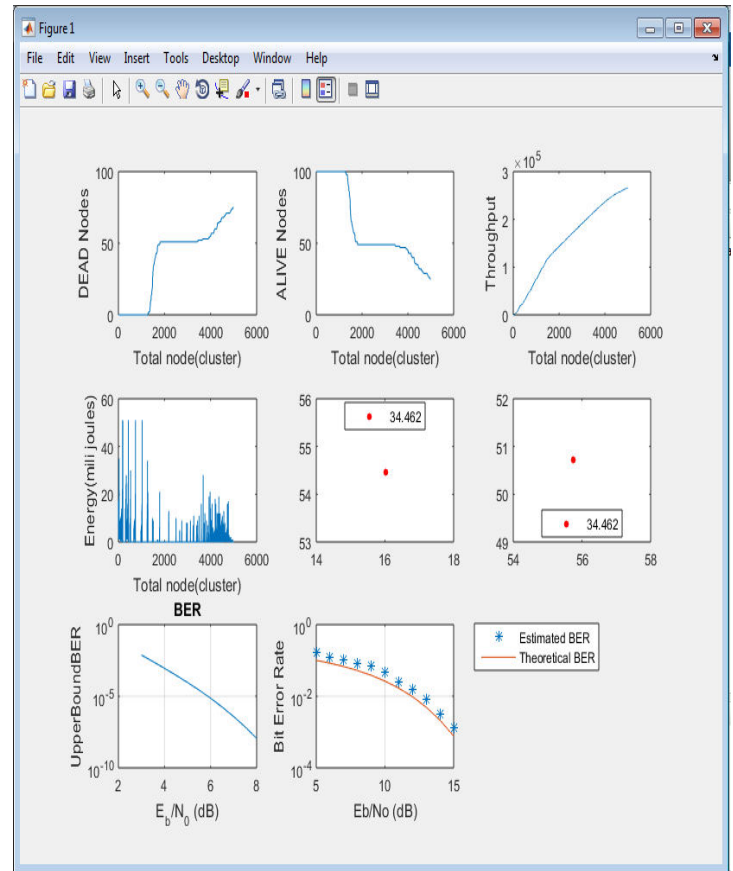 Figure 1
File Edit View Insert Tools Desktop Window Help
100
50
0
DEAD Nodes
0 2000 4000 6000
Total node(cluster)
100
50
0
ALIVE Nodes
0 2000 4000 6000
Total node(cluster)
× 10^5
3
2
1
0
Throughput
0 2000 4000 6000
Total node(cluster)
60
40
20
0
Energy(mili joules)
0 2000 4000 6000
Total node(cluster)
56
55
54
53
34.462
14 16 18
52
51
50
49
34.462
54 56 58
BER
10^0
10^-5
10^-10
UpperBoundBER
2 4 6 8
E_b/N_0 (dB)
10^0
10^-2
10^-4
Bit Error Rate
5 10 15
Eb/No (dB)
Estimated BER
Theoretical BER